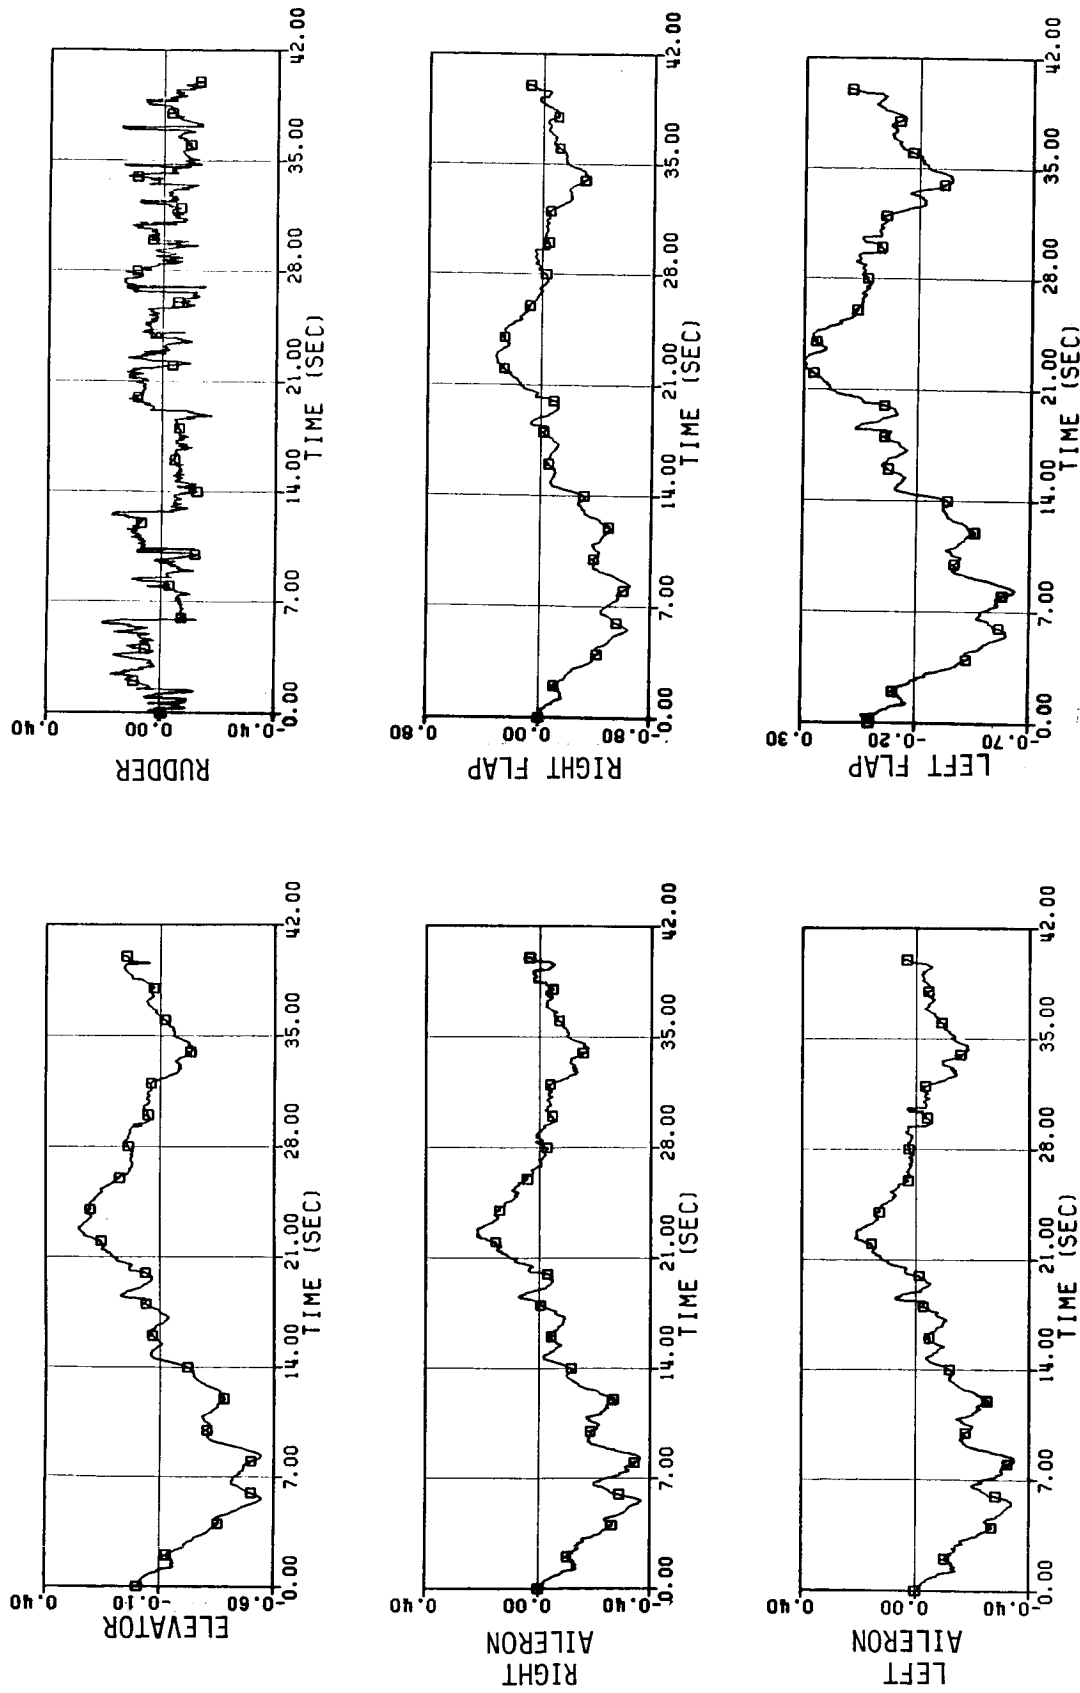 ELEVATOR
0.40
-0.10
-0.60
0.00 7.00 14.00 21.00 28.00 35.00 42.00
TIME (SEC)
RUDDER
0.40
0.00
-0.40
0.00 7.00 14.00 21.00 28.00 35.00 42.00
TIME (SEC)
RIGHT
AILERON
0.40
0.00
-0.40
0.00 7.00 14.00 21.00 28.00 35.00 42.00
TIME (SEC)
RIGHT FLAP
0.80
0.00
-0.80
0.00 7.00 14.00 21.00 28.00 35.00 42.00
TIME (SEC)
LEFT
AILERON
0.40
0.00
-0.40
0.00 7.00 14.00 21.00 28.00 35.00 42.00
TIME (SEC)
LEFT FLAP
0.30
-0.20
-0.70
0.00 7.00 14.00 21.00 28.00 35.00 42.00
TIME (SEC)